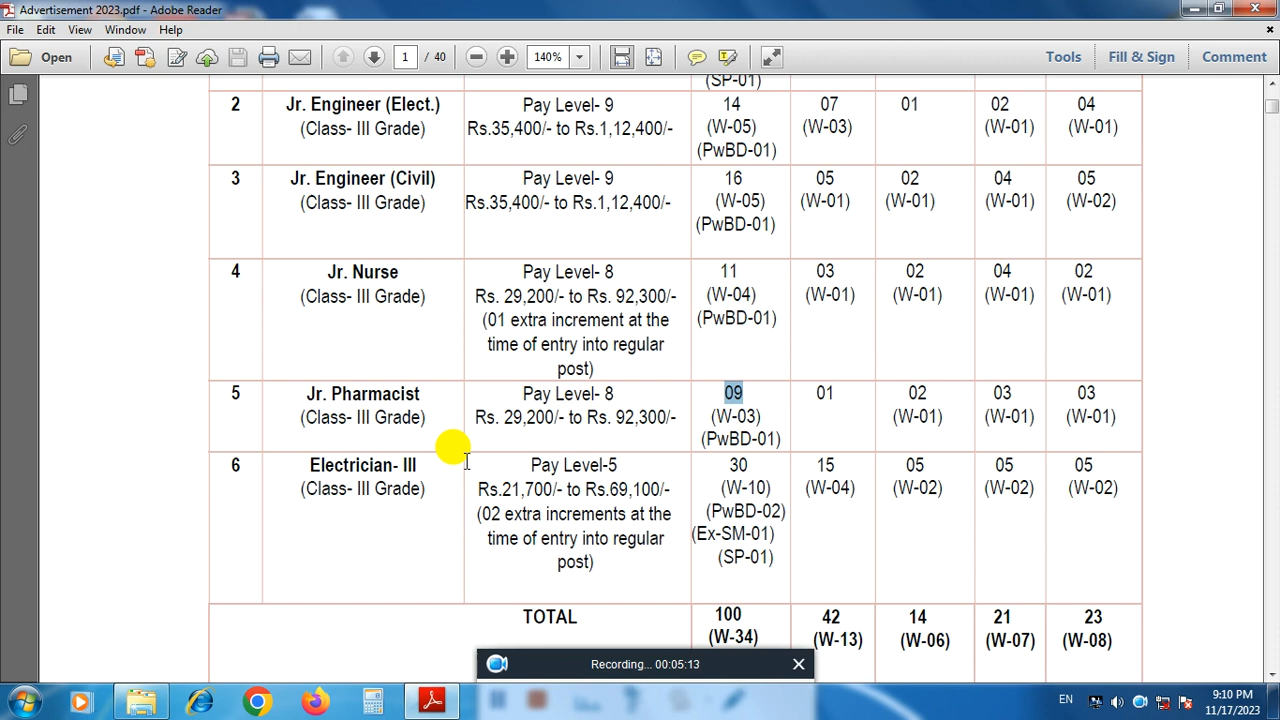 Advertisement 2023.pdf - Adobe Reader
File Edit View Window Help
Open 1 / 40 140% Tools Fill & Sign Comment
(SP-01)
2 Jr. Engineer (Elect.) Pay Level- 9 14 07 01 02 04
(Class- III Grade) Rs.35,400/- to Rs.1,12,400/- (W-05) (W-03) (W-01) (W-01)
(PwBD-01)
3 Jr. Engineer (Civil) Pay Level- 9 16 05 02 04 05
(Class- III Grade) Rs.35,400/- to Rs.1,12,400/- (W-05) (W-01) (W-01) (W-01) (W-02)
(PwBD-01)
4 Jr. Nurse Pay Level- 8 11 03 02 04 02
(Class- III Grade) Rs. 29,200/- to Rs. 92,300/- (W-04) (W-01) (W-01) (W-01) (W-01)
(01 extra increment at the (PwBD-01)
time of entry into regular
post)
5 Jr. Pharmacist Pay Level- 8 09 01 02 03 03
(Class- III Grade) Rs. 29,200/- to Rs. 92,300/- (W-03) (W-01) (W-01) (W-01)
(PwBD-01)
6 Electrician- III Pay Level-5 30 15 05 05 05
(Class- III Grade) Rs.21,700/- to Rs.69,100/- (W-10) (W-04) (W-02) (W-02) (W-02)
(02 extra increments at the (PwBD-02)
time of entry into regular (Ex-SM-01)
post) (SP-01)
TOTAL 100 42 14 21 23
(W-34) (W-13) (W-06) (W-07) (W-08)
Recording... 00:05:13
EN 9:10 PM
11/17/2023